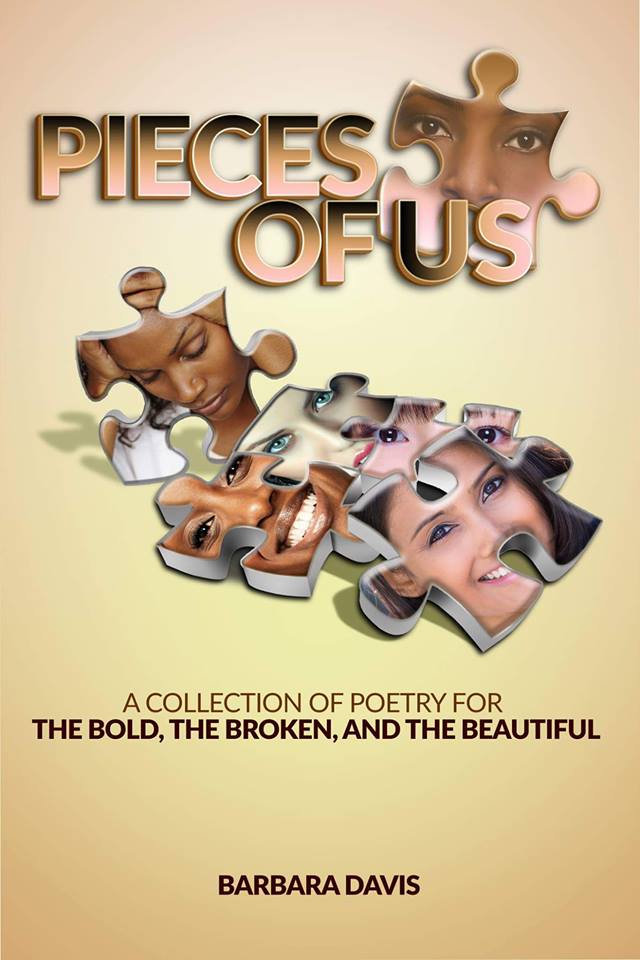 PIECES
OF US
A COLLECTION OF POETRY FOR
THE BOLD, THE BROKEN, AND THE BEAUTIFUL
BARBARA DAVIS